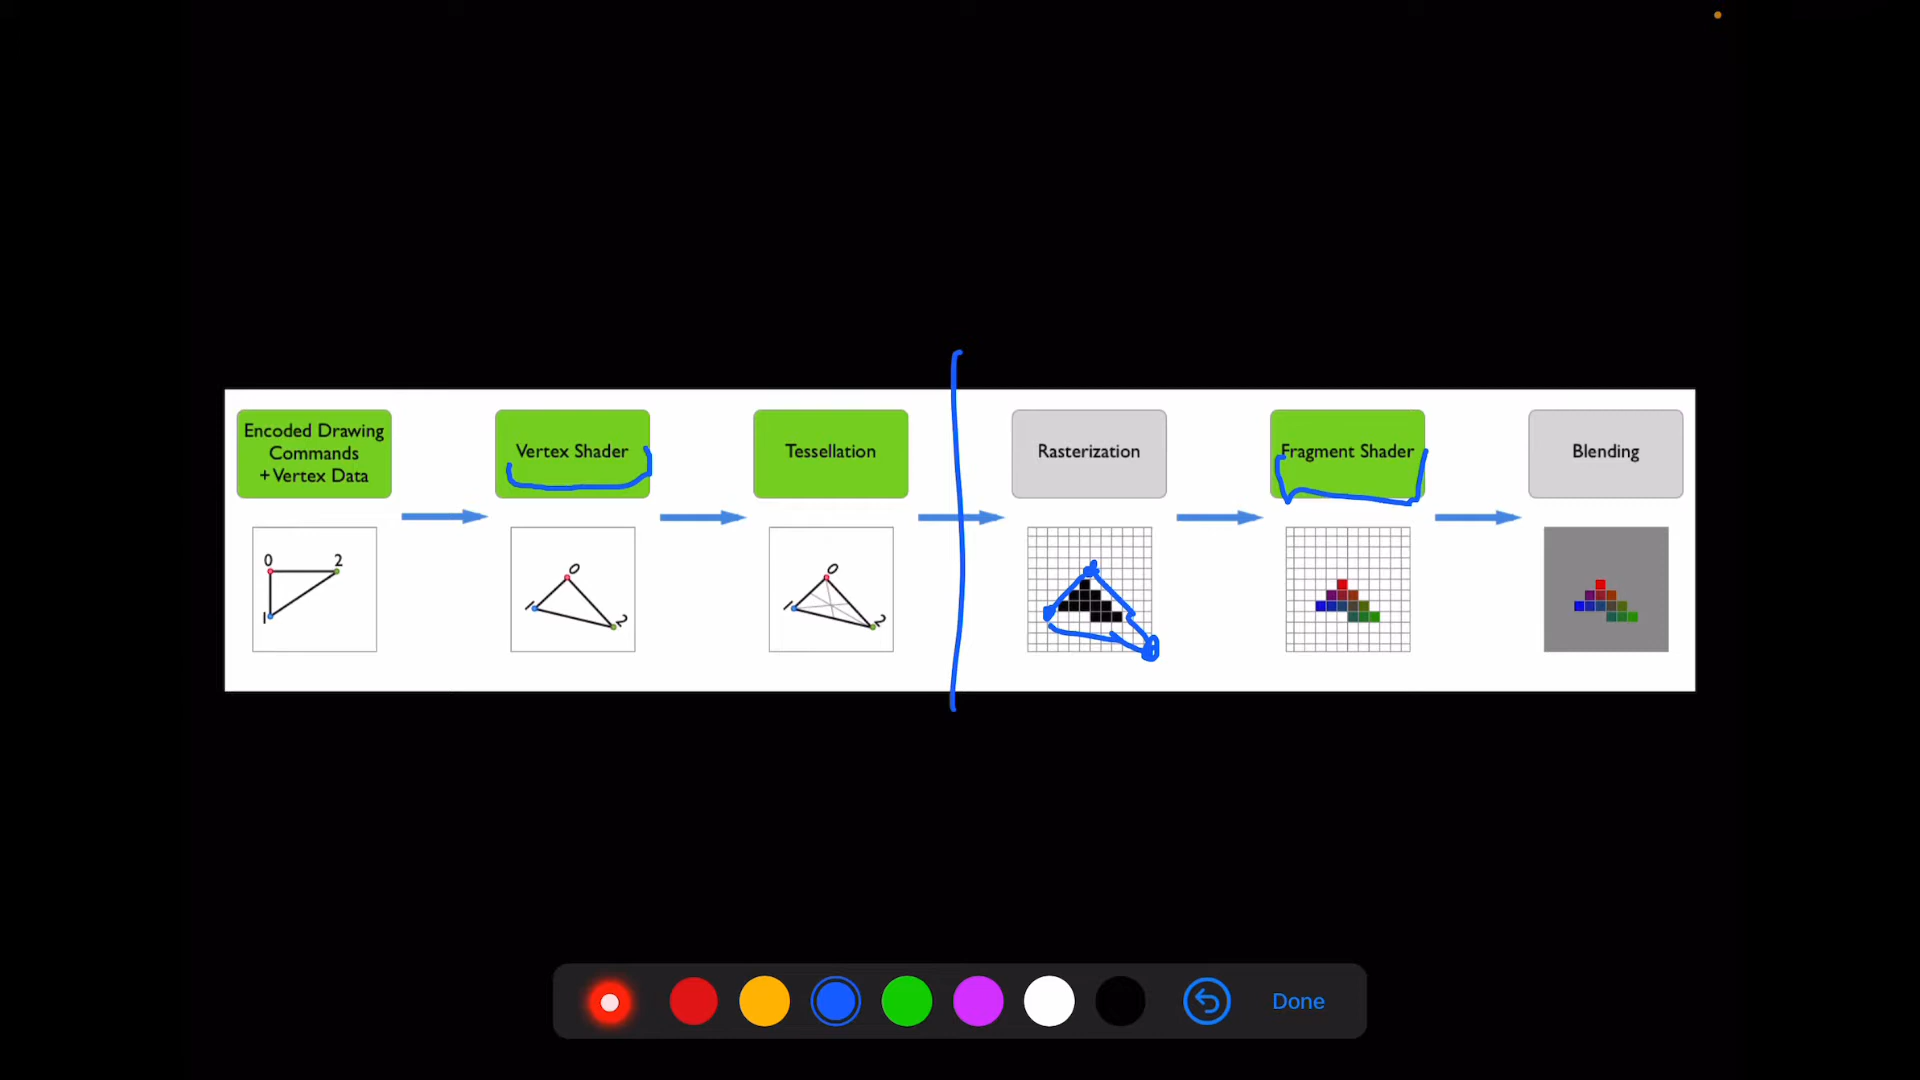 Encoded Drawing
Commands
+ Vertex Data
Vertex Shader
Tessellation
Rasterization
Fragment Shader
Blending
0
2
1
0
1
2
0
1
2
Done